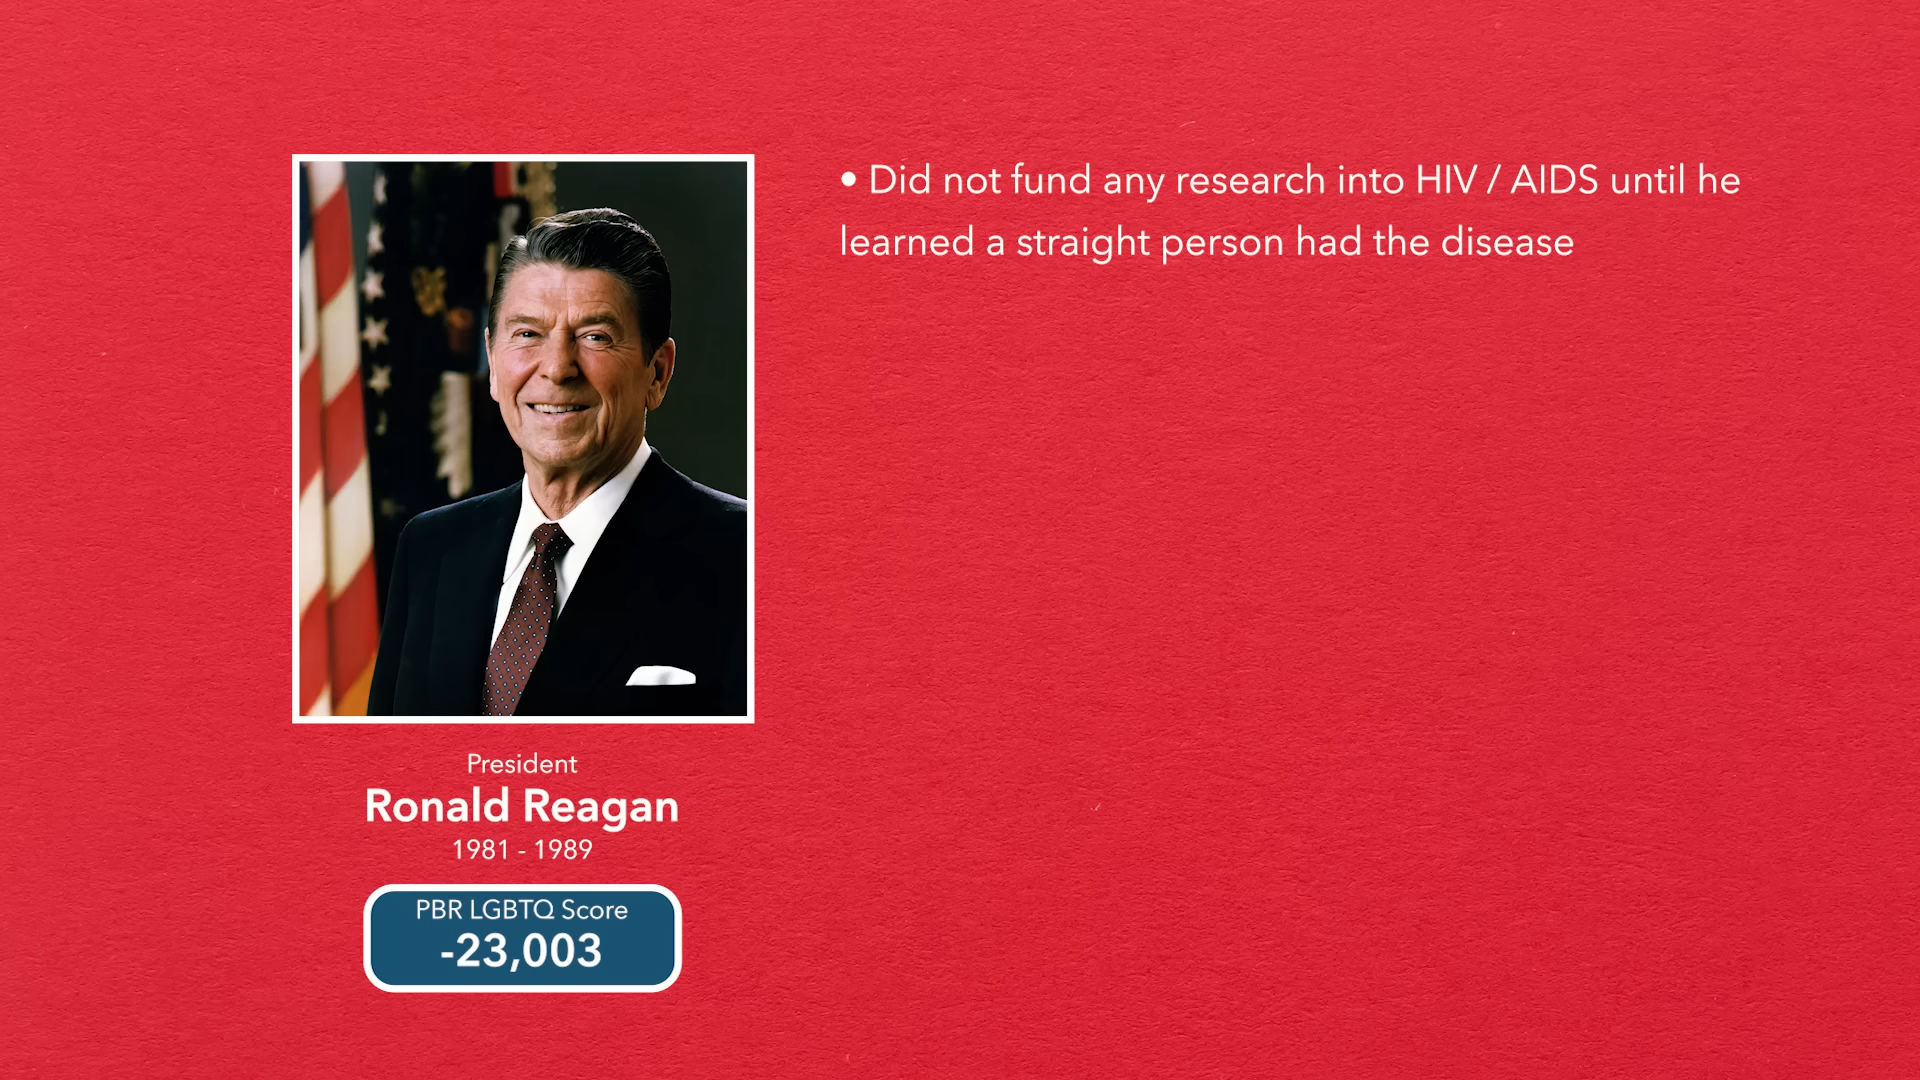 • Did not fund any research into HIV / AIDS until he
learned a straight person had the disease
President
Ronald Reagan
1981 - 1989
PBR LGBTQ Score
-23,003